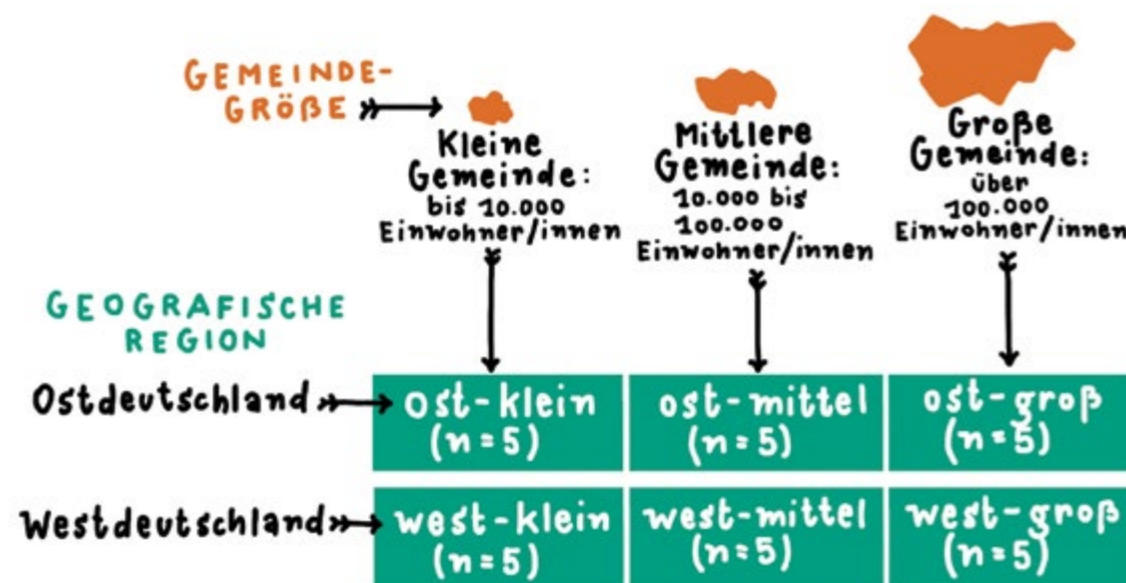 GEMEINDE-
GRÖßE
Kleine
Gemeinde:
bis 10.000
Einwohner/innen
Mittlere
Gemeinde:
10.000 bis
100.000
Einwohner/innen
Große
Gemeinde:
über
100.000
Einwohner/innen
GEOGRAFISCHE
REGION
Ostdeutschland
ost-klein
(n=5)
ost-mittel
(n=5)
ost-groß
(n=5)
Westdeutschland
west-klein
(n=5)
west-mittel
(n=5)
west-groß
(n=5)